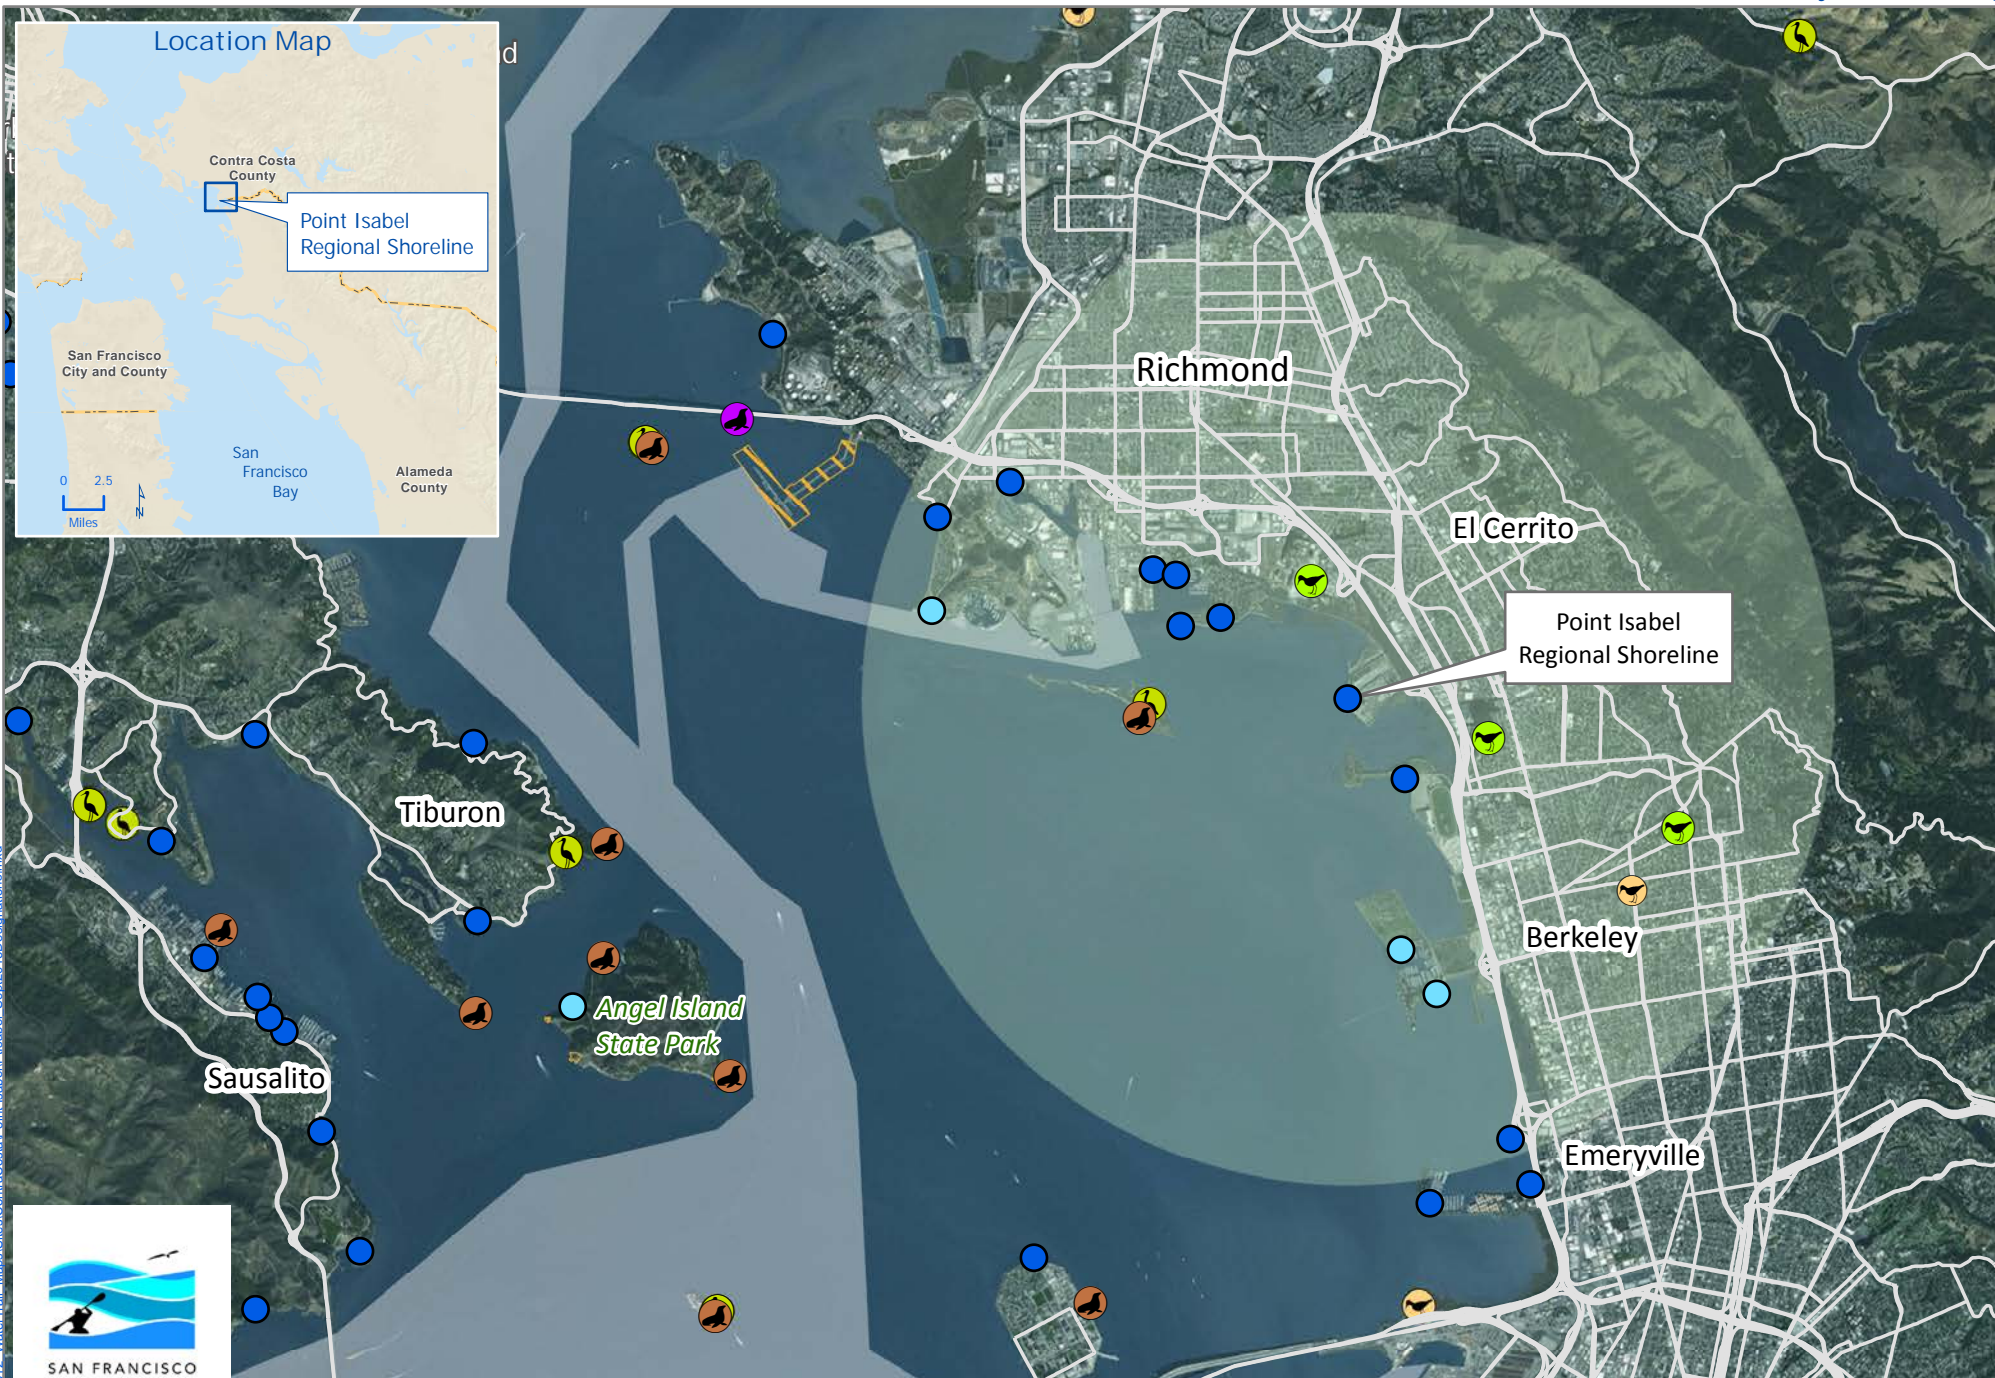 Location Map
Contra Costa
County
Point Isabel
Regional Shoreline
San Francisco
City and County
San
Francisco
Bay
Alameda
County
0 2.5
Miles
N
Richmond
El Cerrito
Point Isabel
Regional Shoreline
Tiburon
Berkeley
Angel Island
State Park
Sausalito
Emeryville
SAN FRANCISCO